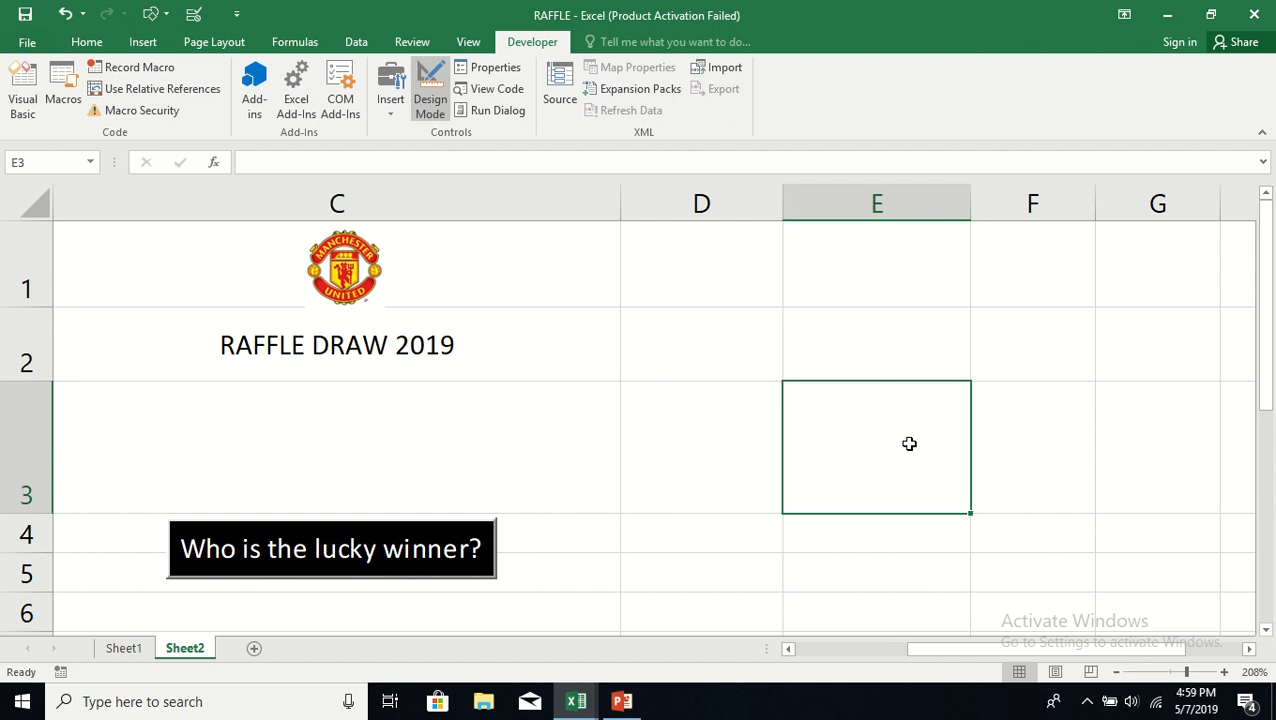 RAFFLE - Excel (Product Activation Failed)
File Home Insert Page Layout Formulas Data Review View Developer Tell me what you want to do... Sign in Share
Visual Basic
Macros
Record Macro
Use Relative References
Macro Security
Code
Add-ins
Excel Add-Ins
COM Add-Ins
Add-Ins
Insert
Design Mode
Properties
View Code
Run Dialog
Controls
Source
Map Properties
Expansion Packs
Refresh Data
Import
Export
XML
E3
fx
C D E F G
1
MANCHESTER
UNITED
2
RAFFLE DRAW 2019
3
4
Who is the lucky winner?
5
6
Activate Windows
Go to Settings to activate Windows.
Sheet1 Sheet2
Ready
208%
Type here to search
4:59 PM
5/7/2019
4